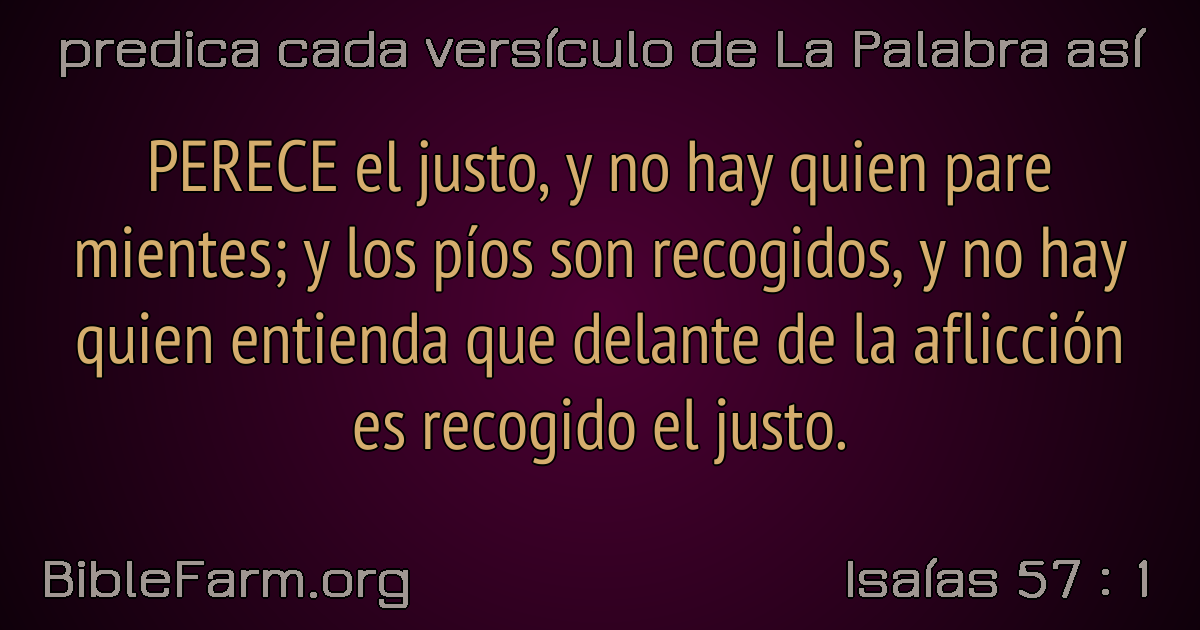 predica cada versículo de La Palabra así
PERECE el justo, y no hay quien pare
mientes; y los píos son recogidos, y no hay
quien entienda que delante de la aflicción
es recogido el justo.
BibleFarm.org
Isaías 57 : 1